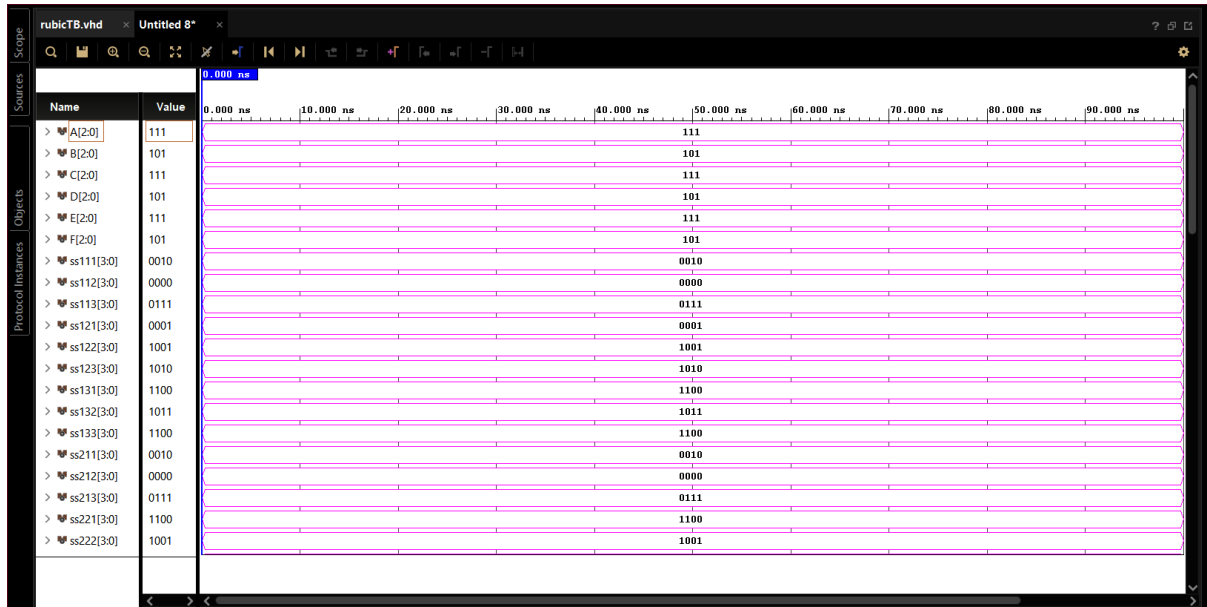 rubicTB.vhd × Untitled 8* ×
?
Scope
Sources
Objects
Protocol Instances
0.000 ns
Name Value 0.000 ns 10.000 ns 20.000 ns 30.000 ns 40.000 ns 50.000 ns 60.000 ns 70.000 ns 80.000 ns 90.000 ns
A[2:0] 111 111
B[2:0] 101 101
C[2:0] 111 111
D[2:0] 101 101
E[2:0] 111 111
F[2:0] 101 101
ss111[3:0] 0010 0010
ss112[3:0] 0000 0000
ss113[3:0] 0111 0111
ss121[3:0] 0001 0001
ss122[3:0] 1001 1001
ss123[3:0] 1010 1010
ss131[3:0] 1100 1100
ss132[3:0] 1011 1011
ss133[3:0] 1100 1100
ss211[3:0] 0010 0010
ss212[3:0] 0000 0000
ss213[3:0] 0111 0111
ss221[3:0] 1100 1100
ss222[3:0] 1001 1001